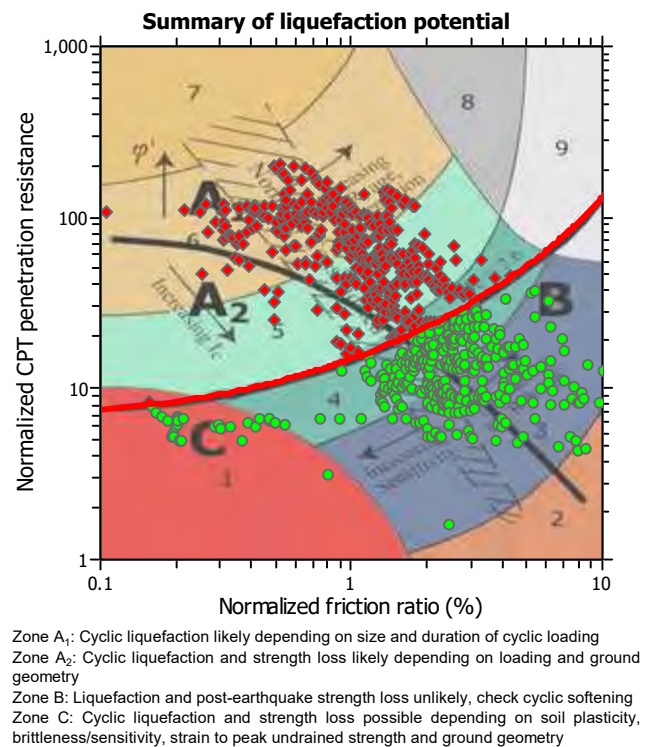 Summary of liquefaction potential
1,000
7
8
9
φ'
A
100
6
A2
B
Increasing Ic
5
10
4
C
3
1
2
1
0.1
1
10
Normalized CPT penetration resistance
Normalized friction ratio (%)
Zone A1: Cyclic liquefaction likely depending on size and duration of cyclic loading
Zone A2: Cyclic liquefaction and strength loss likely depending on loading and ground
geometry
Zone B: Liquefaction and post-earthquake strength loss unlikely, check cyclic softening
Zone C: Cyclic liquefaction and strength loss possible depending on soil plasticity,
brittleness/sensitivity, strain to peak undrained strength and ground geometry